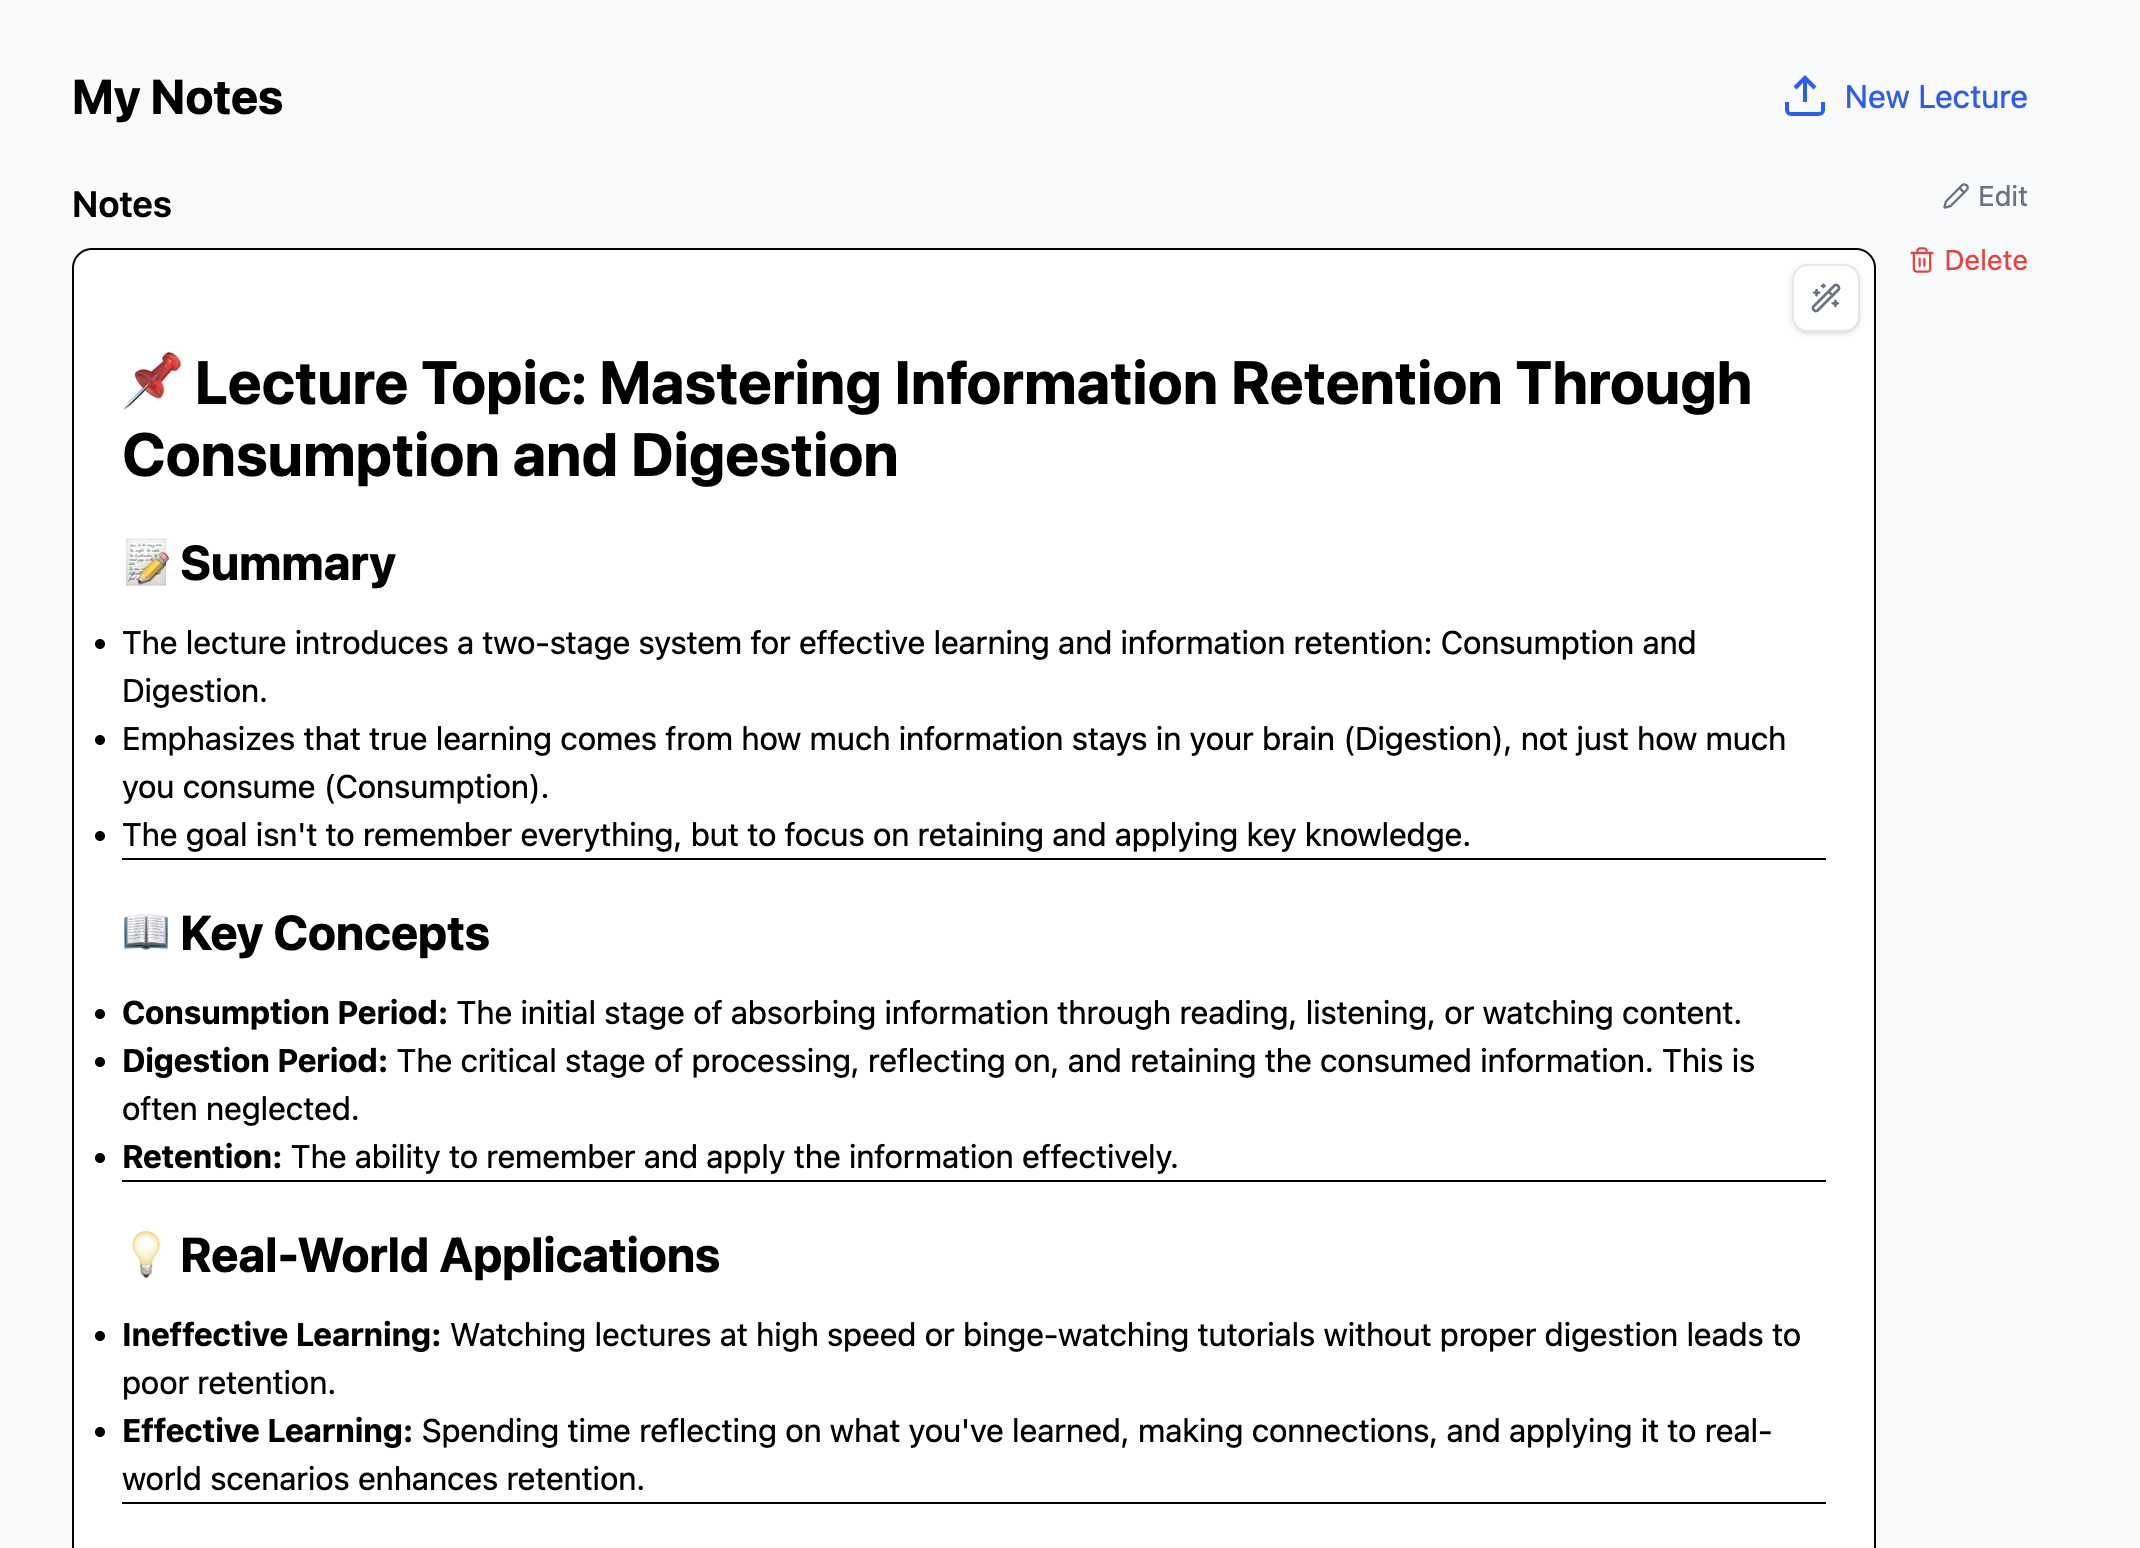 My Notes
New Lecture
Notes
Edit
Delete
📌 Lecture Topic: Mastering Information Retention Through
Consumption and Digestion
📝 Summary
• The lecture introduces a two-stage system for effective learning and information retention: Consumption and
Digestion.
• Emphasizes that true learning comes from how much information stays in your brain (Digestion), not just how much
you consume (Consumption).
• The goal isn't to remember everything, but to focus on retaining and applying key knowledge.
📖 Key Concepts
• Consumption Period: The initial stage of absorbing information through reading, listening, or watching content.
• Digestion Period: The critical stage of processing, reflecting on, and retaining the consumed information. This is
often neglected.
• Retention: The ability to remember and apply the information effectively.
💡 Real-World Applications
• Ineffective Learning: Watching lectures at high speed or binge-watching tutorials without proper digestion leads to
poor retention.
• Effective Learning: Spending time reflecting on what you've learned, making connections, and applying it to real-
world scenarios enhances retention.